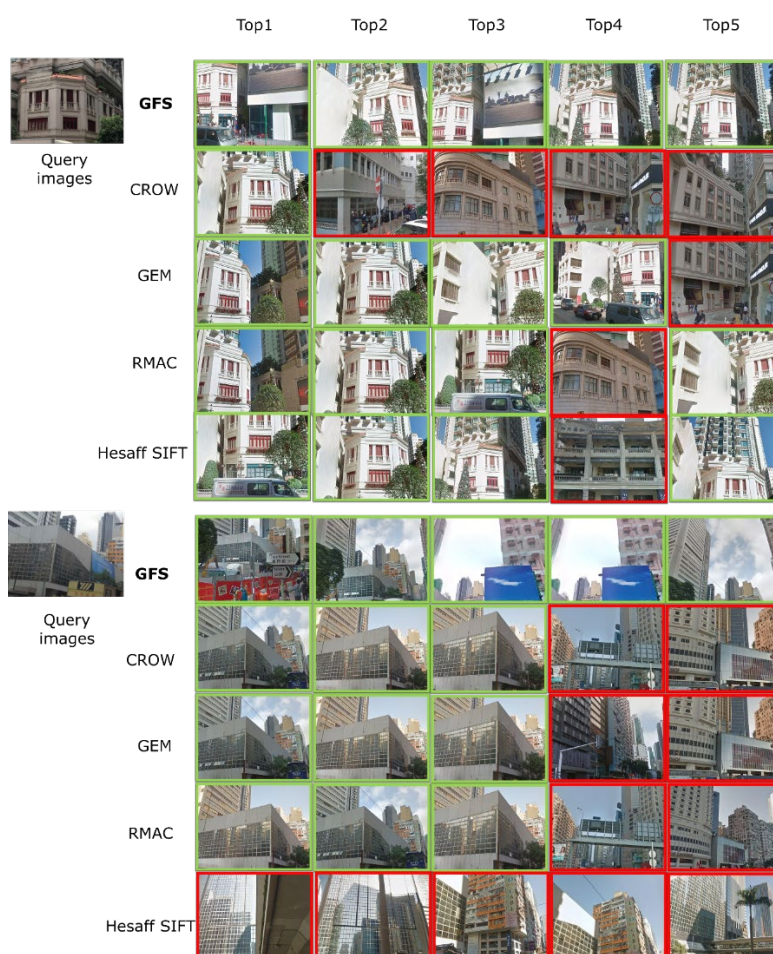 Top1 Top2 Top3 Top4 Top5
GFS
Query
images
CROW
GEM
RMAC
Hesaff SIFT
GFS
Query
images
CROW
GEM
RMAC
Hesaff SIFT